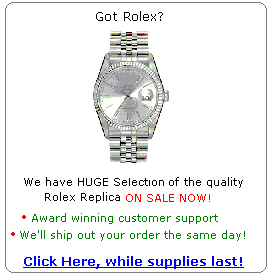 Got Rolex?
We have HUGE Selection of the quality
Rolex Replica ON SALE NOW!
• Award winning customer support
• We'll ship out your order the same day!
Click Here, while supplies last!